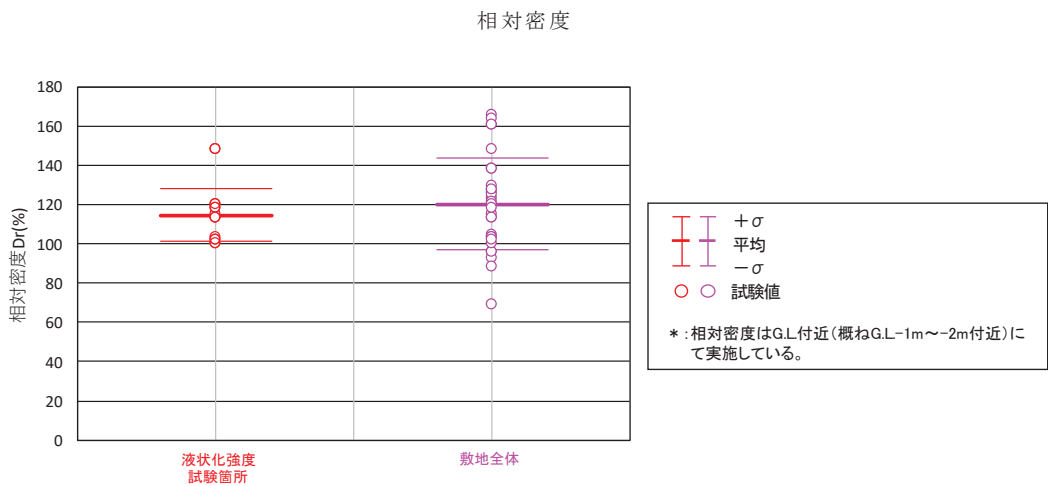 相対密度
相対密度Dr(%)
180
160
140
120
100
80
60
40
20
0
液状化強度
試験箇所
敷地全体
＋σ
平均
－σ
試験値
＊：相対密度はG.L.付近（概ねG.L.-1m～-2m付近）に
て実施している。